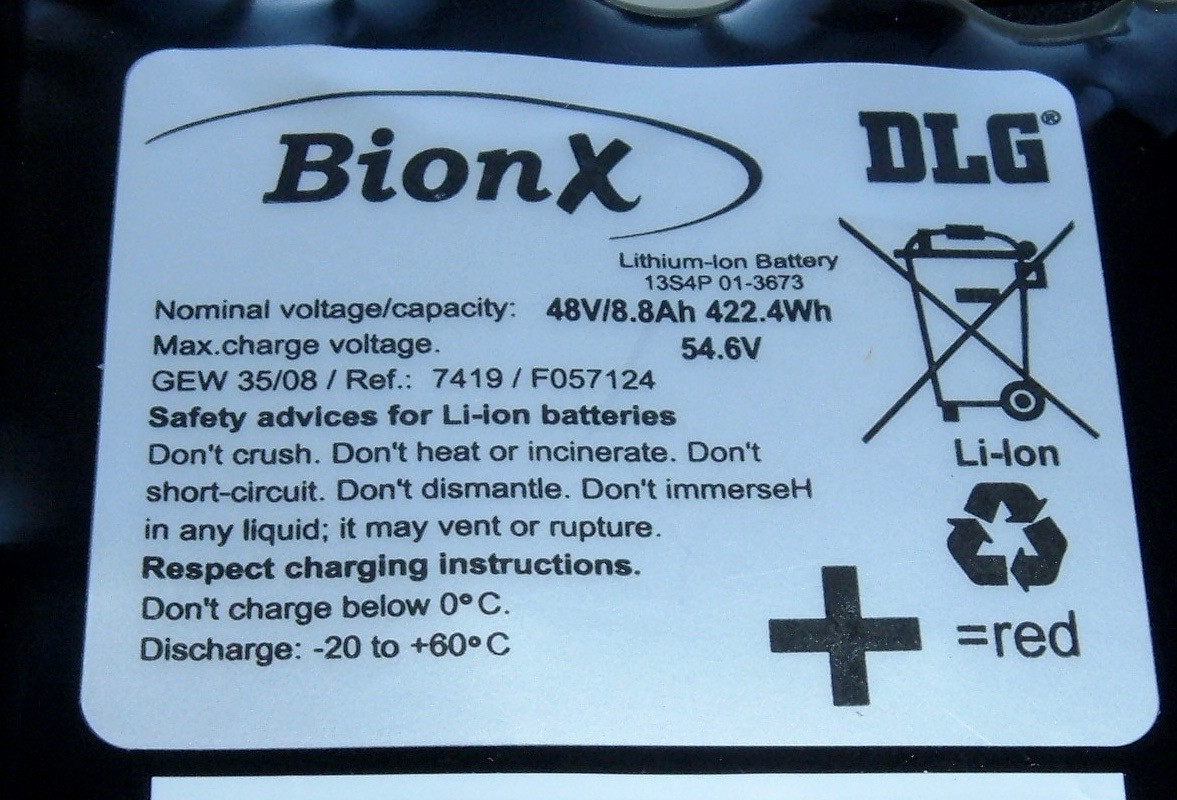 BionX
DLG®
Lithium-Ion Battery
13S4P 01-3673
Nominal voltage/capacity: 48V/8.8Ah 422.4Wh
Max.charge voltage. 54.6V
GEW 35/08 / Ref.: 7419 / F057124
Safety advices for Li-ion batteries
Don't crush. Don't heat or incinerate. Don't
short-circuit. Don't dismantle. Don't immerseH
in any liquid; it may vent or rupture.
Respect charging instructions.
Don't charge below 0°C.
Discharge: -20 to +60°C
Li-Ion
+ =red